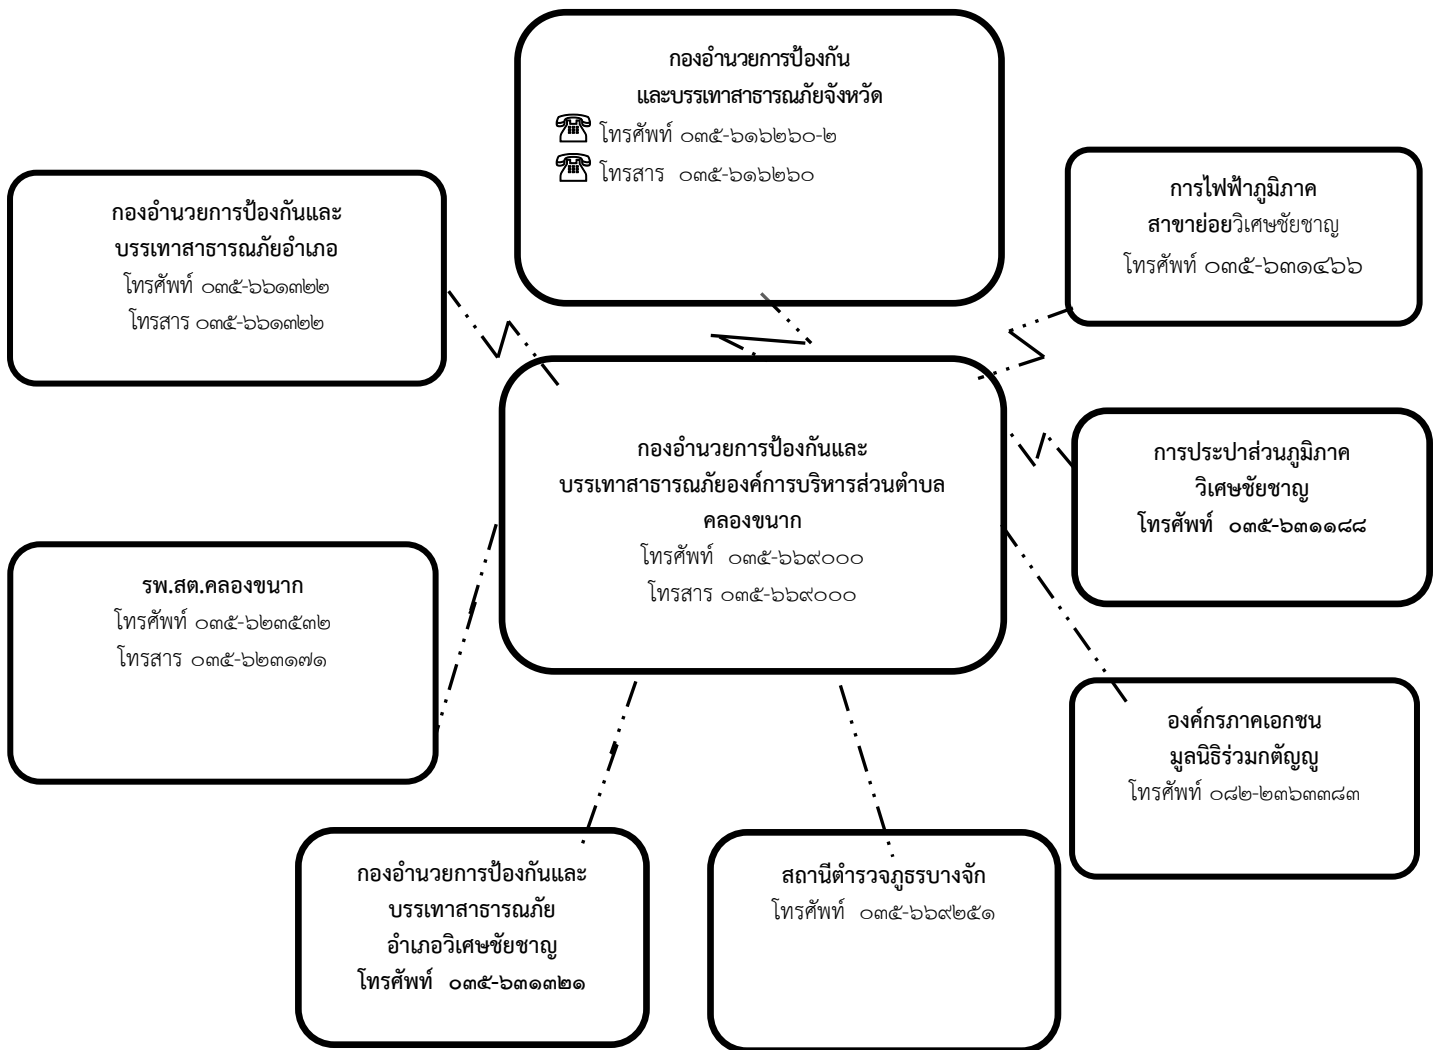 กองอำนวยการป้องกัน
และบรรเทาสาธารณภัยจังหวัด
โทรศัพท์ ๐๓๕-๖๑๖๒๖๐-๒
โทรสาร ๐๓๕-๖๑๖๒๖๐
กองอำนวยการป้องกันและ
บรรเทาสาธารณภัยอำเภอ
โทรศัพท์ ๐๓๕-๖๖๑๓๒๒
โทรสาร ๐๓๕-๖๖๑๓๒๒
การไฟฟ้าภูมิภาค
สาขาย่อยวิเศษชัยชาญ
โทรศัพท์ ๐๓๕-๖๓๑๔๖๖
กองอำนวยการป้องกันและ
บรรเทาสาธารณภัยองค์การบริหารส่วนตำบล
คลองขนาก
โทรศัพท์ ๐๓๕-๖๖๙๐๐๐
โทรสาร ๐๓๕-๖๖๙๐๐๐
การประปาส่วนภูมิภาค
วิเศษชัยชาญ
โทรศัพท์ ๐๓๕-๖๓๑๑๘๘
รพ.สต.คลองขนาก
โทรศัพท์ ๐๓๕-๖๒๓๕๓๒
โทรสาร ๐๓๕-๖๒๓๑๗๑
องค์กรภาคเอกชน
มูลนิธิร่วมกตัญญู
โทรศัพท์ ๐๘๒-๒๓๖๓๓๘๓
กองอำนวยการป้องกันและ
บรรเทาสาธารณภัย
อำเภอวิเศษชัยชาญ
โทรศัพท์ ๐๓๕-๖๓๑๓๒๑
สถานีตำรวจภูธรบางจัก
โทรศัพท์ ๐๓๕-๖๖๙๒๕๑